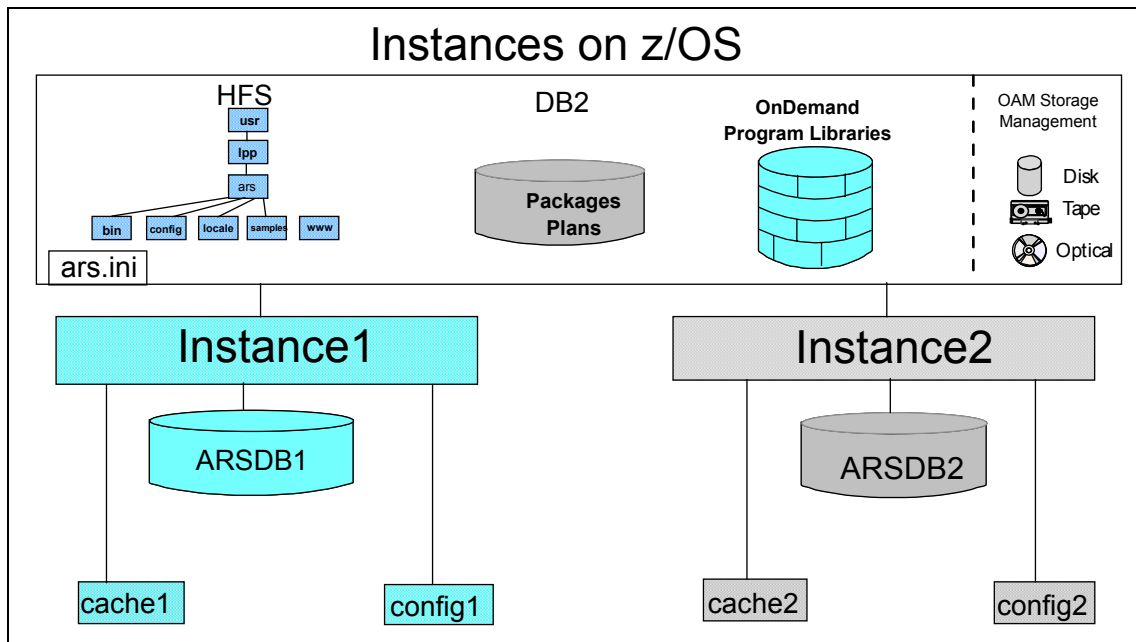 Instances on z/OS
HFS
usr
lpp
ars
bin
config
locale
samples
www
ars.ini
DB2
Packages
Plans
OnDemand
Program Libraries
OAM Storage
Management
Disk
Tape
Optical
Instance1
ARSDB1
cache1
config1
Instance2
ARSDB2
cache2
config2